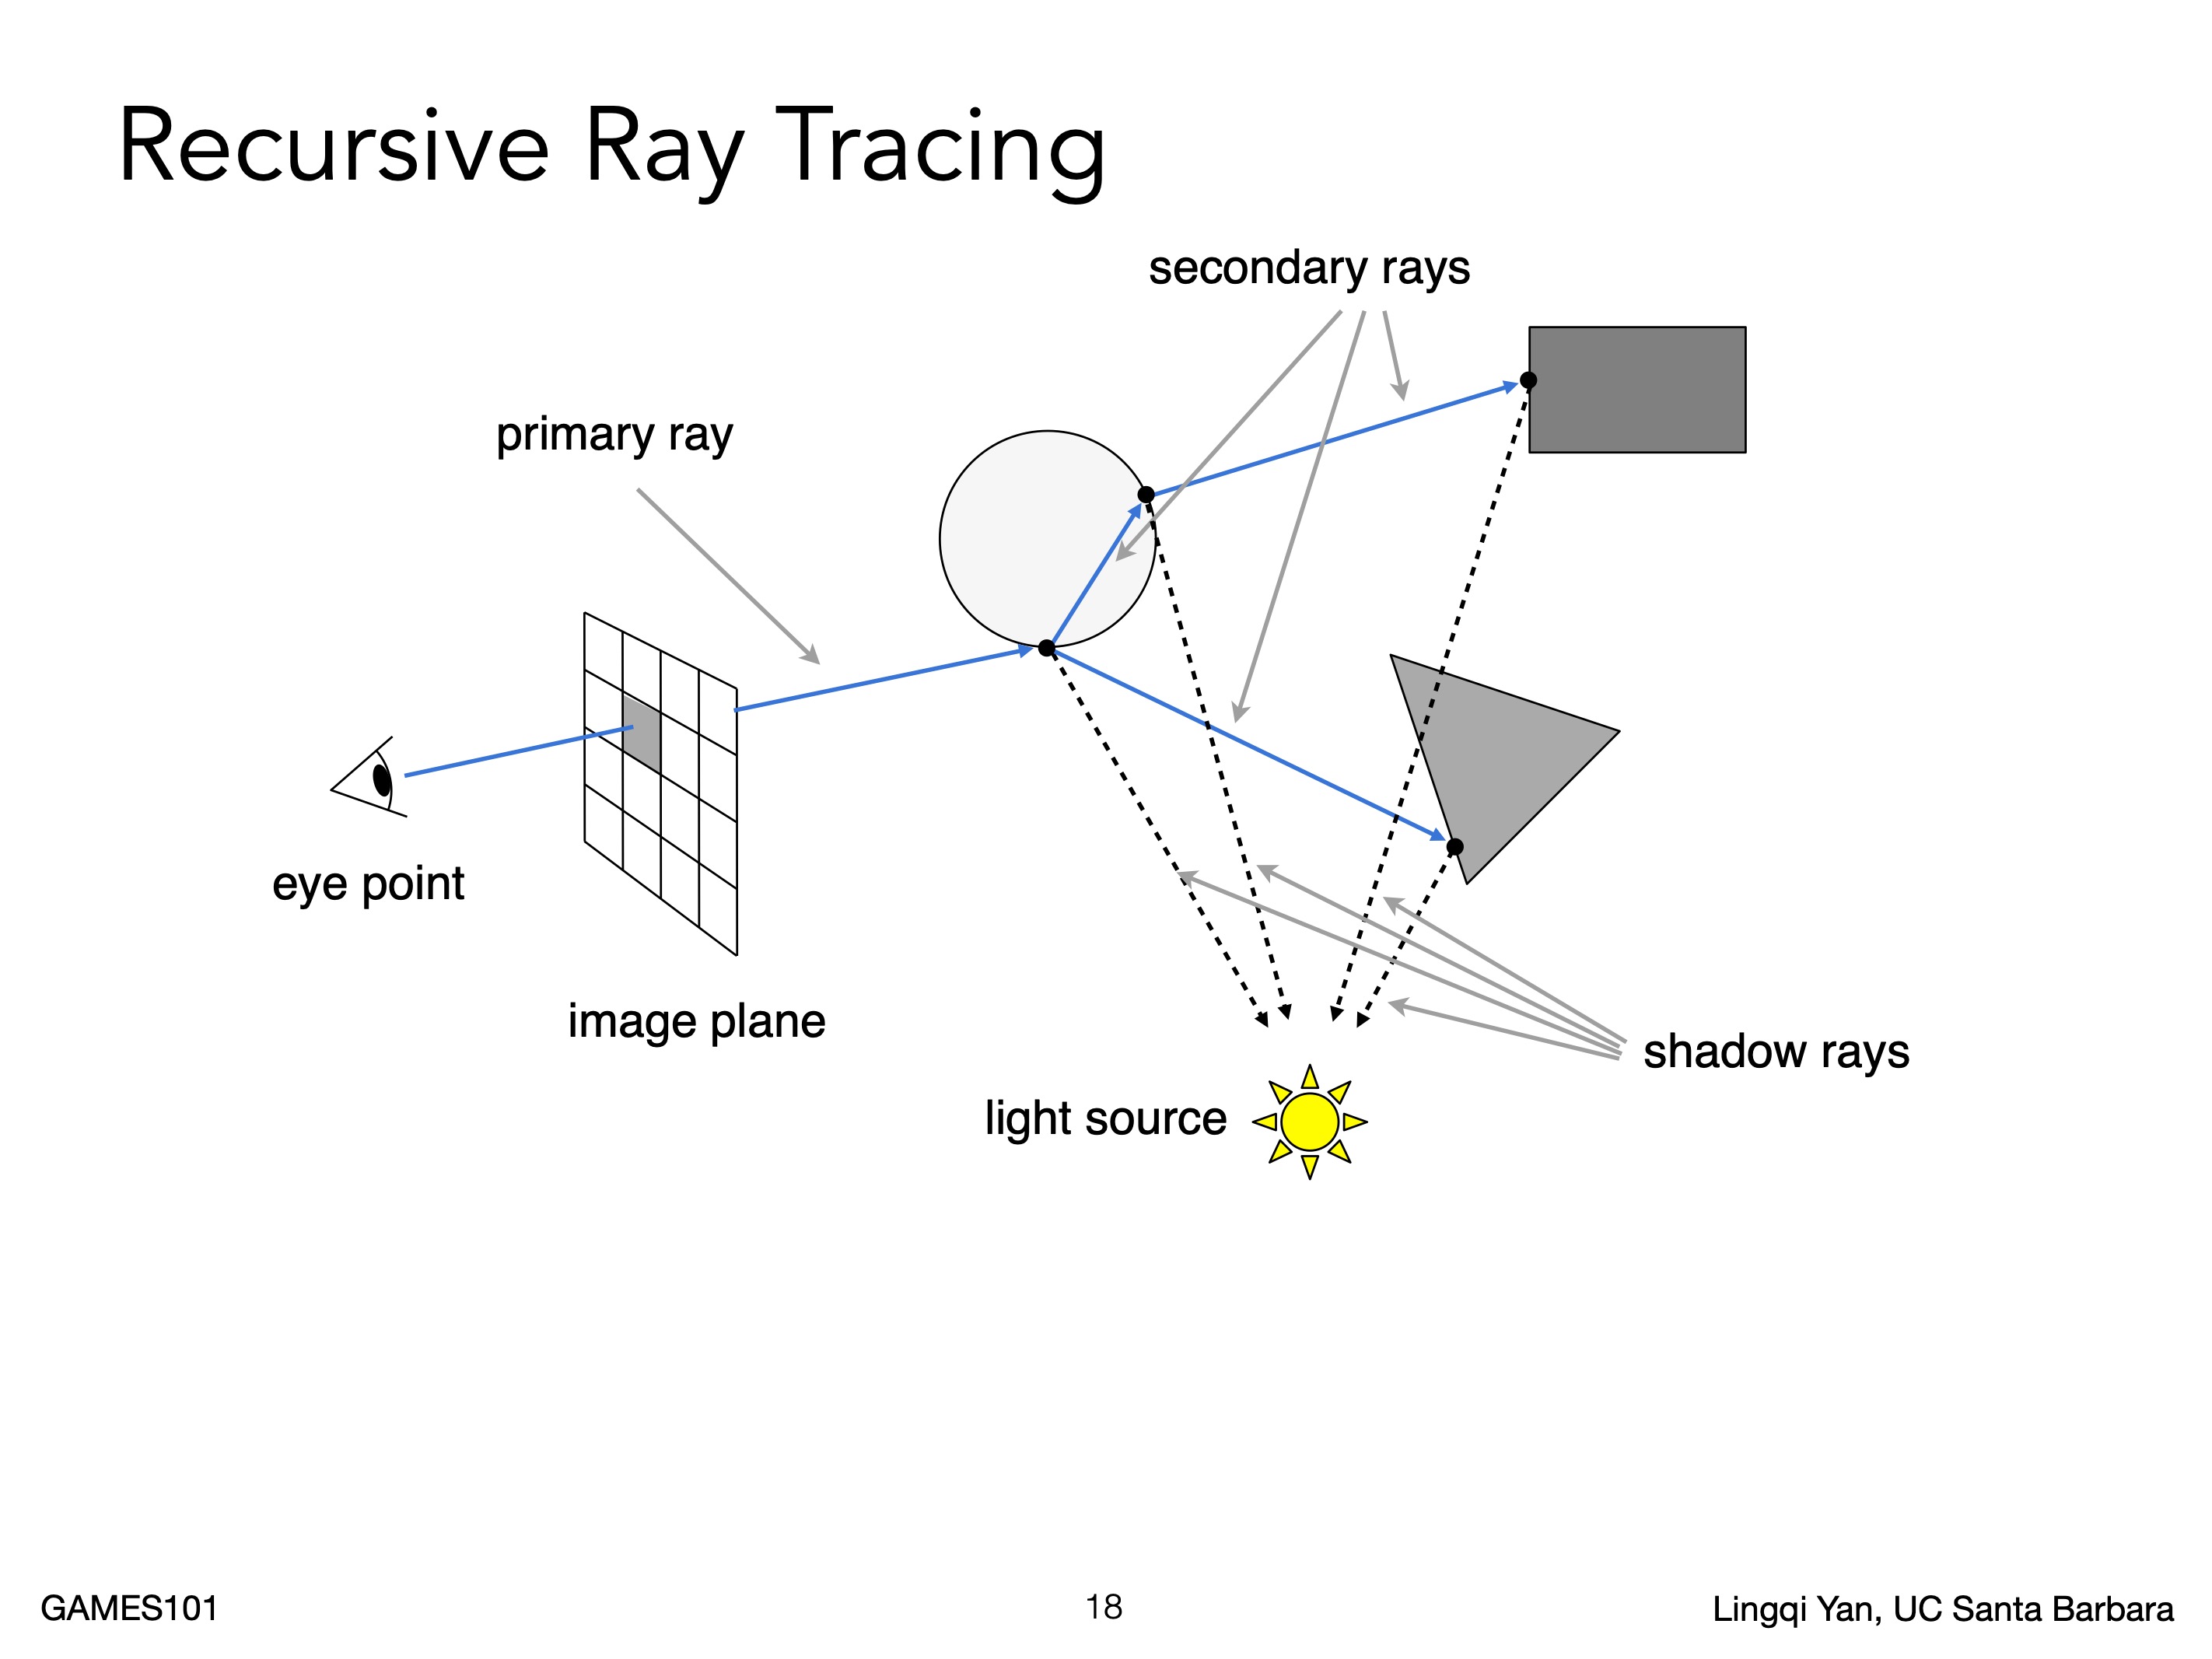 Recursive Ray Tracing
secondary rays
primary ray
eye point
image plane
shadow rays
light source
GAMES101
18
Lingqi Yan, UC Santa Barbara